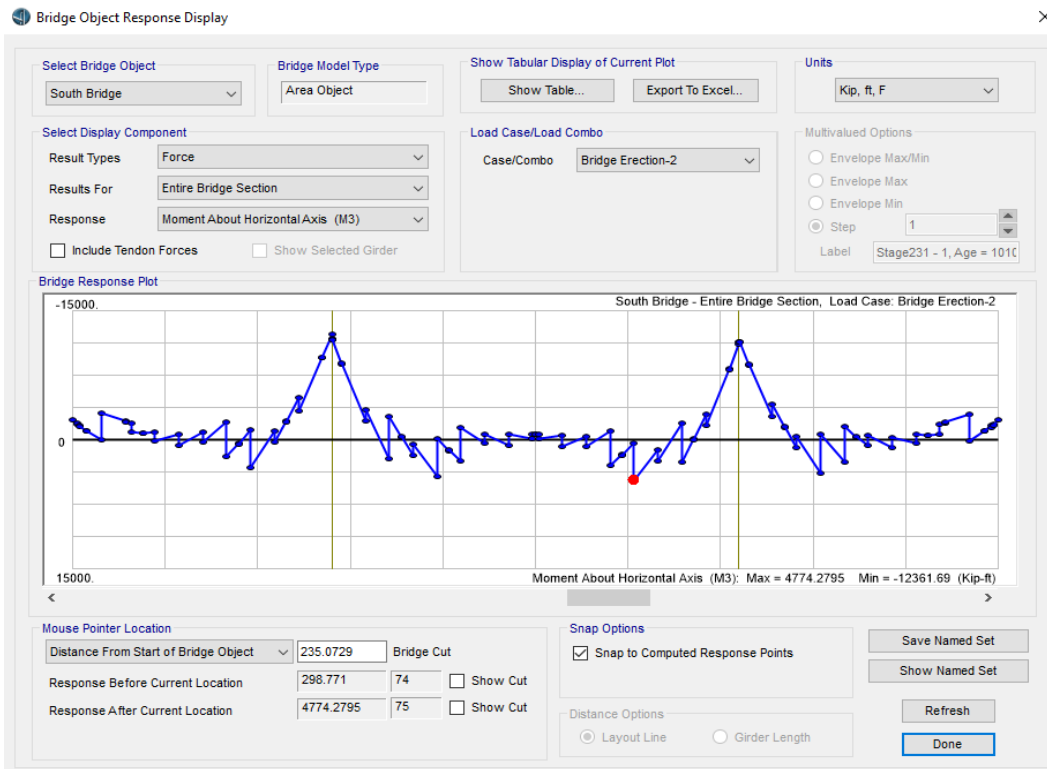 Bridge Object Response Display
Select Bridge Object
South Bridge
Bridge Model Type
Area Object
Show Tabular Display of Current Plot
Show Table...
Export To Excel...
Units
Kip, ft, F
Select Display Component
Result Types
Force
Results For
Entire Bridge Section
Response
Moment About Horizontal Axis (M3)
Include Tendon Forces
Show Selected Girder
Load Case/Load Combo
Case/Combo
Bridge Erection-2
Multivalued Options
Envelope Max/Min
Envelope Max
Envelope Min
Step
1
Label
Stage231 - 1, Age = 1010
Bridge Response Plot
-15000.
South Bridge - Entire Bridge Section, Load Case: Bridge Erection-2
0
15000.
Moment About Horizontal Axis (M3): Max = 4774.2795 Min = -12361.69 (Kip-ft)
Mouse Pointer Location
Distance From Start of Bridge Object
235.0729
Bridge Cut
Response Before Current Location
298.771
74
Show Cut
Response After Current Location
4774.2795
75
Show Cut
Snap Options
Snap to Computed Response Points
Distance Options
Layout Line
Girder Length
Save Named Set
Show Named Set
Refresh
Done